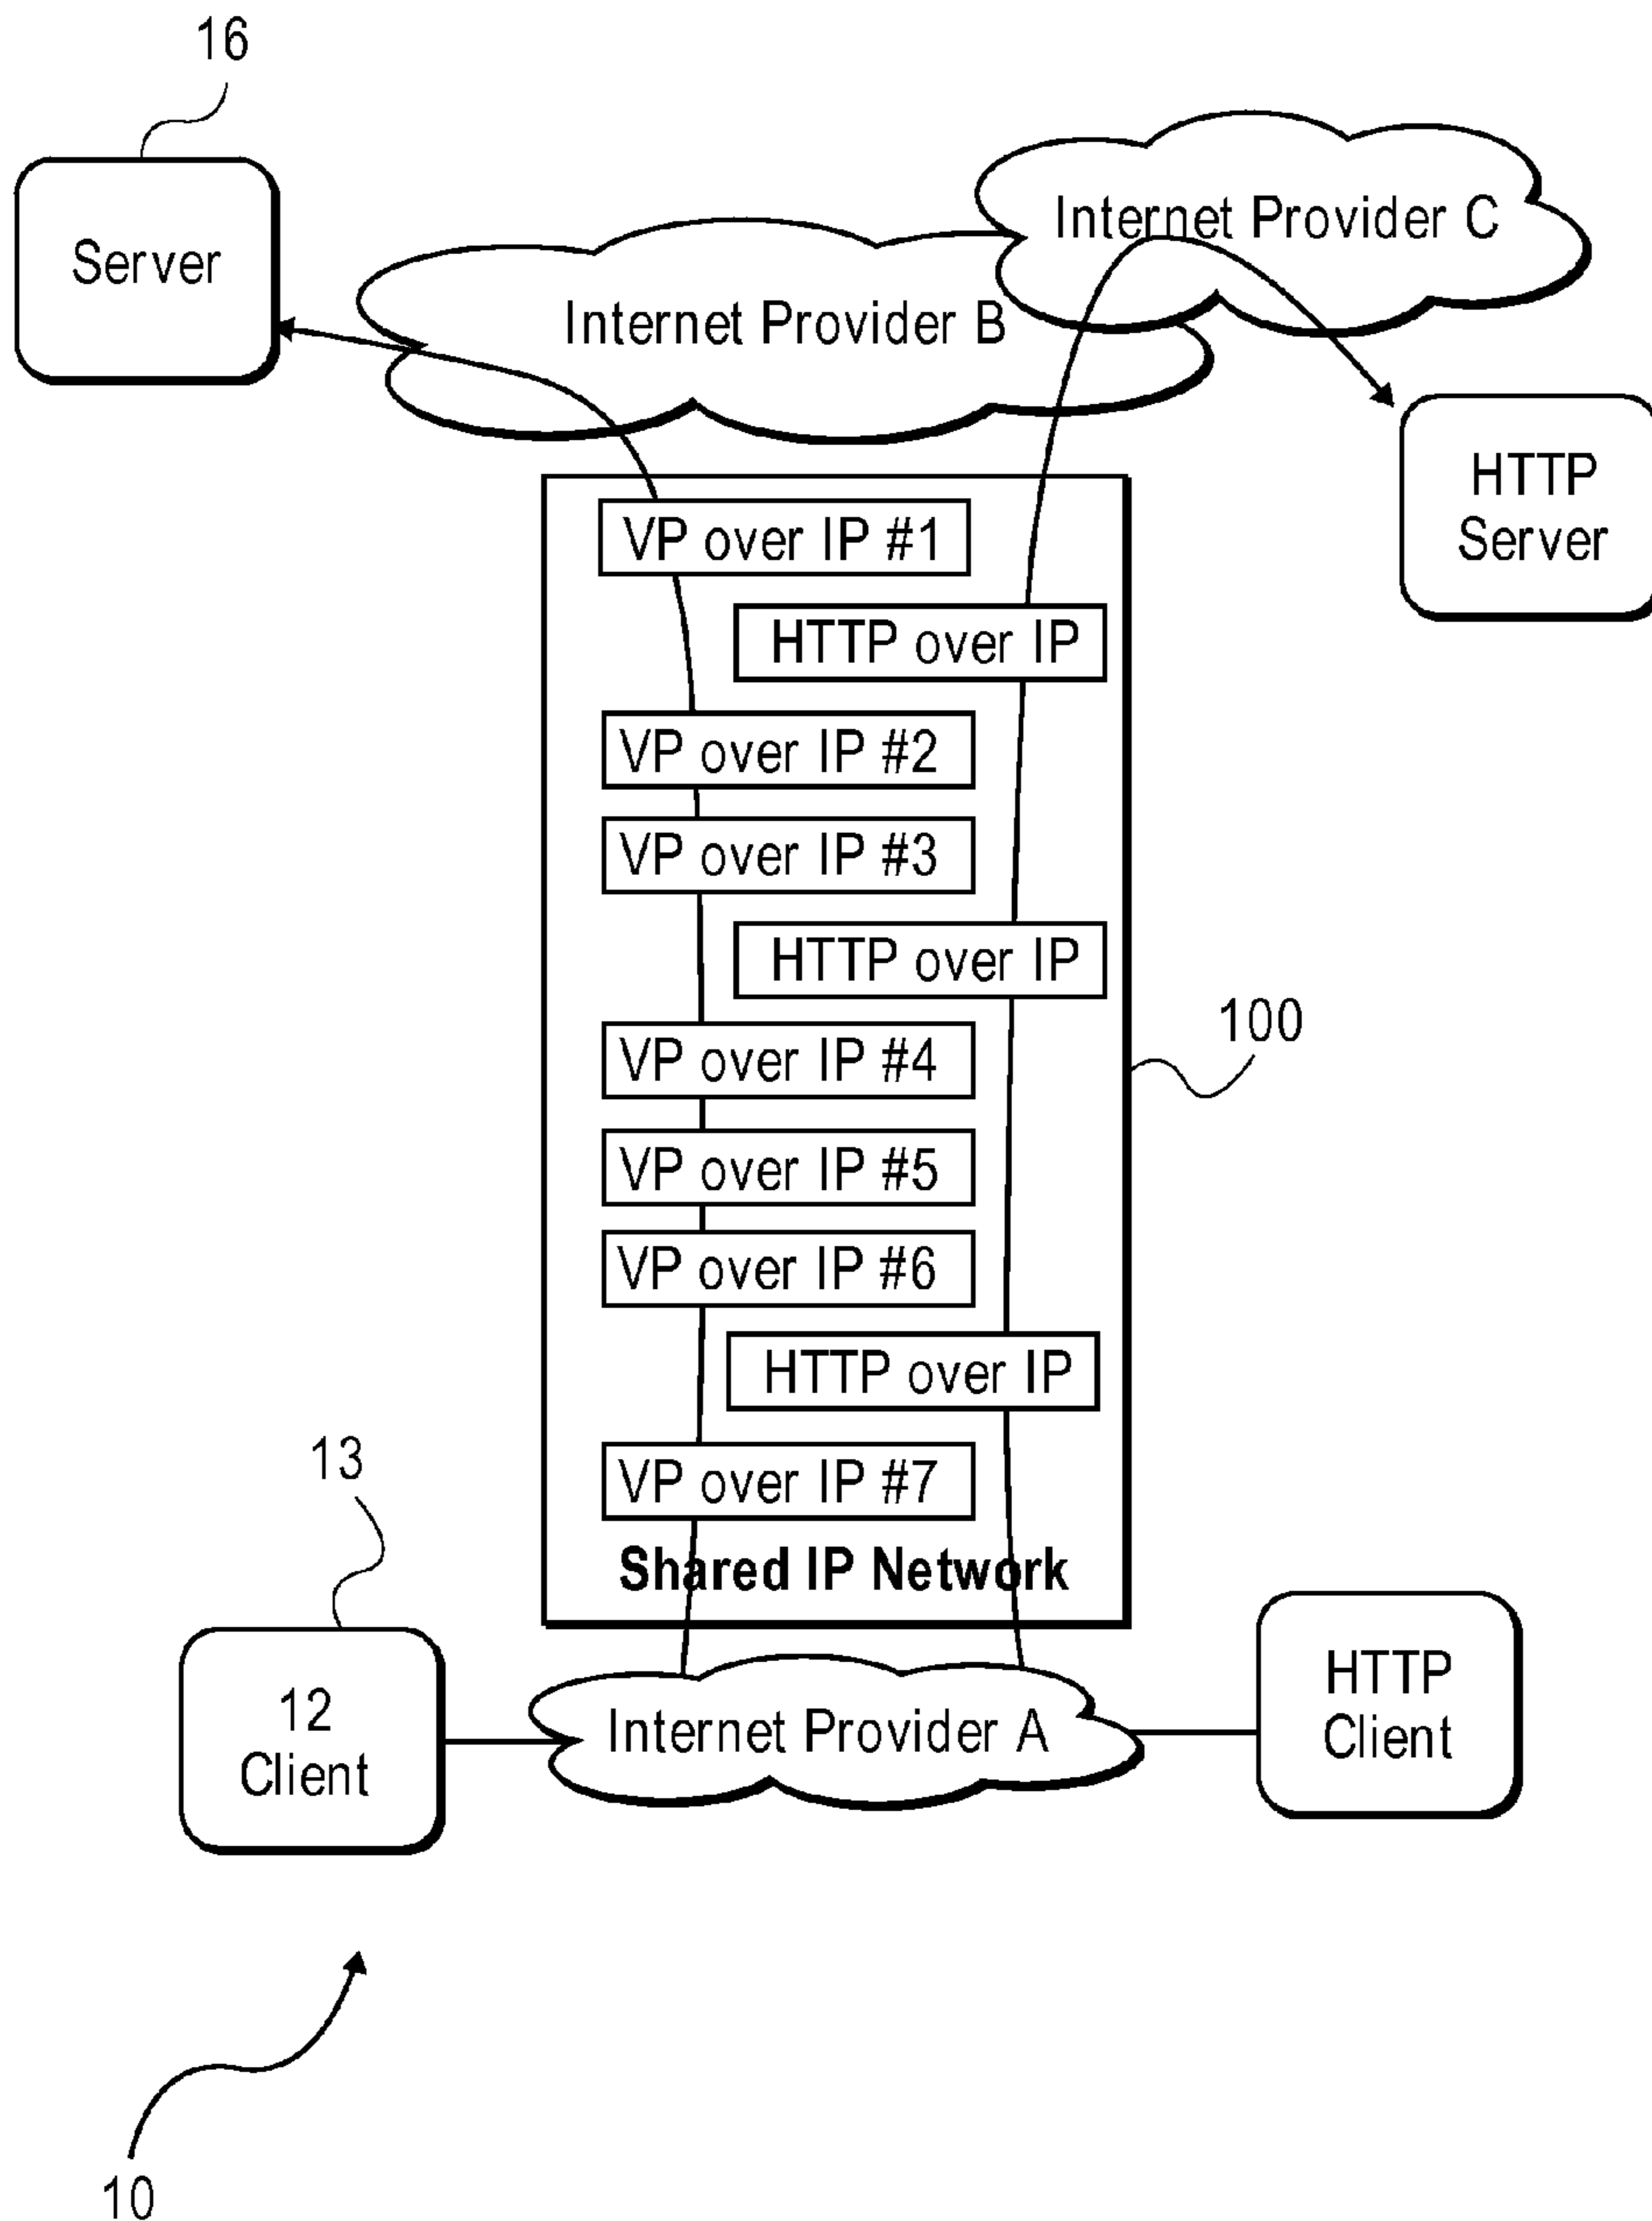 16
Server
Internet Provider C
Internet Provider B
HTTP
Server
VP over IP #1
HTTP over IP
VP over IP #2
VP over IP #3
HTTP over IP
100
VP over IP #4
VP over IP #5
VP over IP #6
HTTP over IP
13
VP over IP #7
Shared IP Network
12
Client
Internet Provider A
HTTP
Client
10